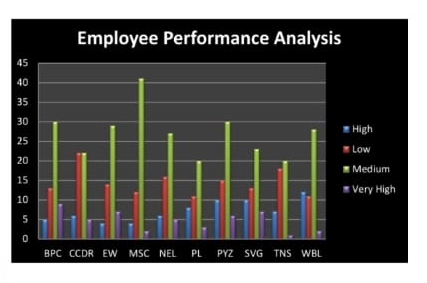 Employee Performance Analysis
45
40
35
30
25
20
15
10
5
0
BPC CCDR EW MSC NEL PL PYZ SVG TNS WBL
High
Low
Medium
Very High